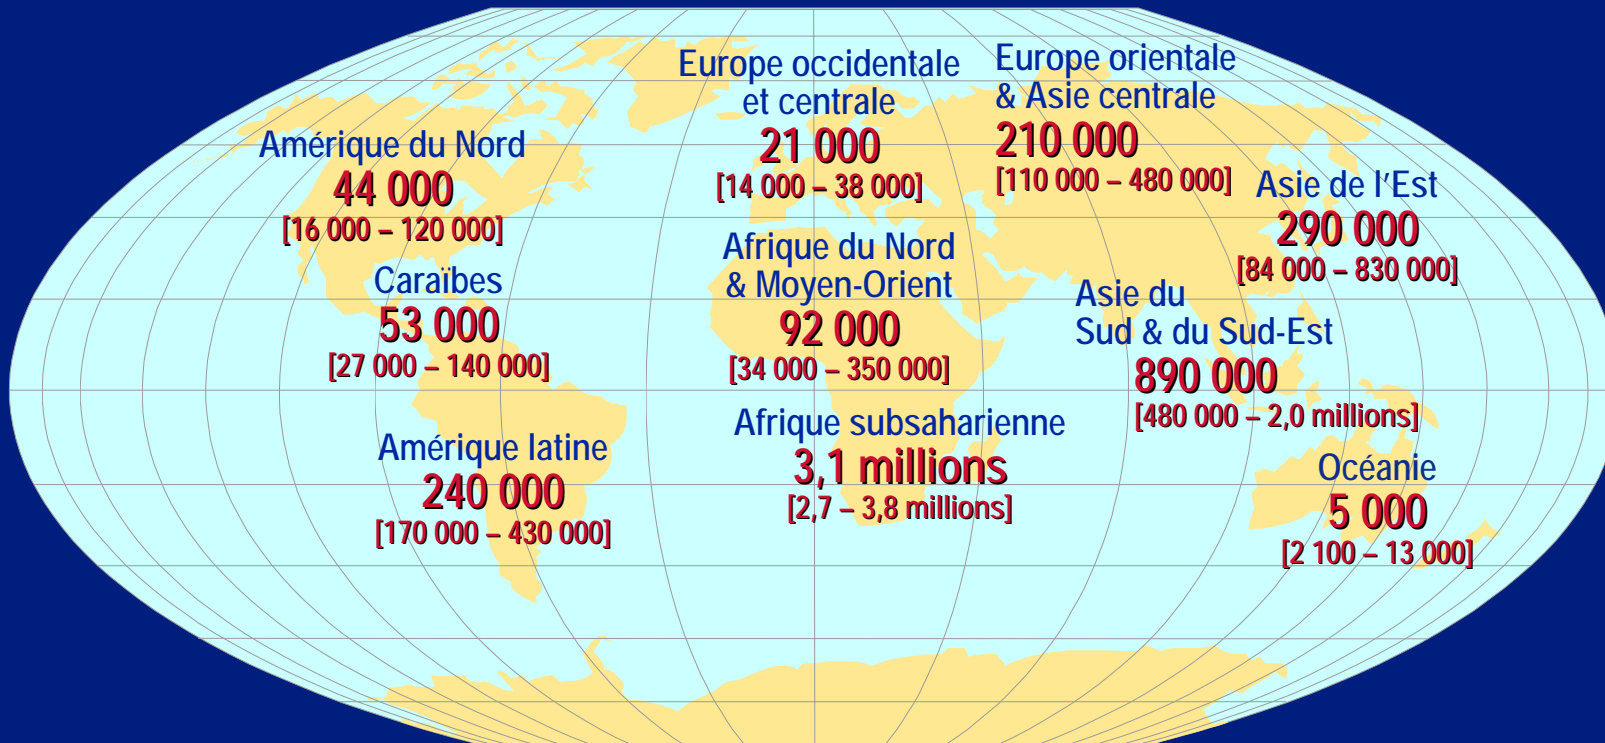 Europe occidentale
et centrale
21 000
[14 000 – 38 000]
Europe orientale
& Asie centrale
210 000
[110 000 – 480 000]
Amérique du Nord
44 000
[16 000 – 120 000]
Asie de l’Est
290 000
[84 000 – 830 000]
Caraïbes
53 000
[27 000 – 140 000]
Afrique du Nord
& Moyen-Orient
92 000
[34 000 – 350 000]
Asie du
Sud & du Sud-Est
890 000
[480 000 – 2,0 millions]
Amérique latine
240 000
[170 000 – 430 000]
Afrique subsaharienne
3,1 millions
[2,7 – 3,8 millions]
Océanie
5 000
[2 100 – 13 000]